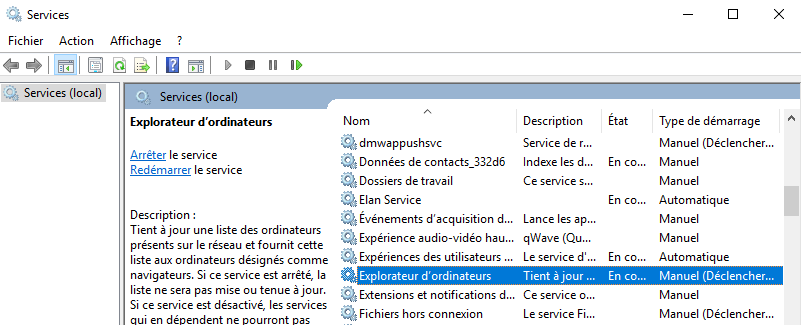 Services
Fichier Action Affichage ?
Services (local)
Services (local)
Explorateur d'ordinateurs
Arrêter le service
Redémarrer le service
Description :
Tient à jour une liste des ordinateurs
présents sur le réseau et fournit cette
liste aux ordinateurs désignés comme
navigateurs. Si ce service est arrêté, la
liste ne sera pas mise ou tenue à jour.
Si ce service est désactivé, les services
qui en dépendent ne pourront pas
Nom Description État Type de démarrage
dmwappushsvc Service de r... Manuel (Déclencher...
Données de contacts_332d6 Indexe les d... En co... Manuel
Dossiers de travail Ce service s... Manuel
Elan Service En co... Automatique
Événements d'acquisition d... Lance les ap... Manuel
Expérience audio-vidéo hau... qWave (Qu... Manuel
Expériences des utilisateurs ... Le service d'... En co... Automatique
Explorateur d'ordinateurs Tient à jour ... En co... Manuel (Déclencher...
Extensions et notifications d... Ce service o... Manuel
Fichiers hors connexion Le service Fi... Manuel (Déclencher...